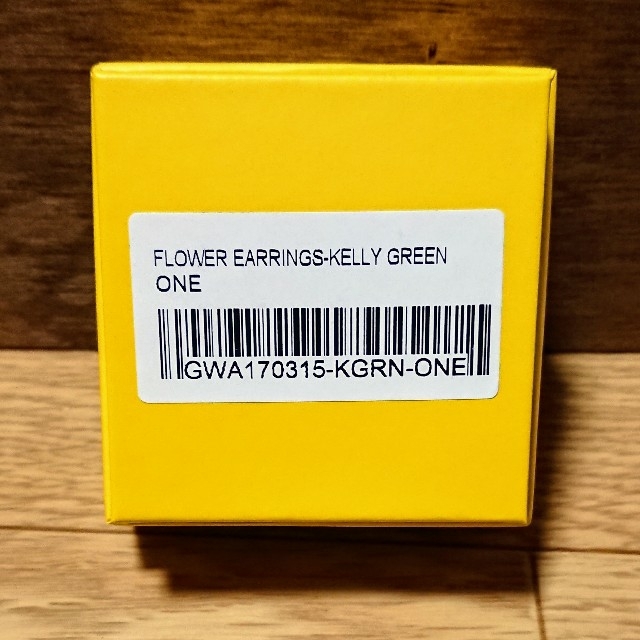 FLOWER EARRINGS-KELLY GREEN
ONE
GWA170315-KGRN-ONE